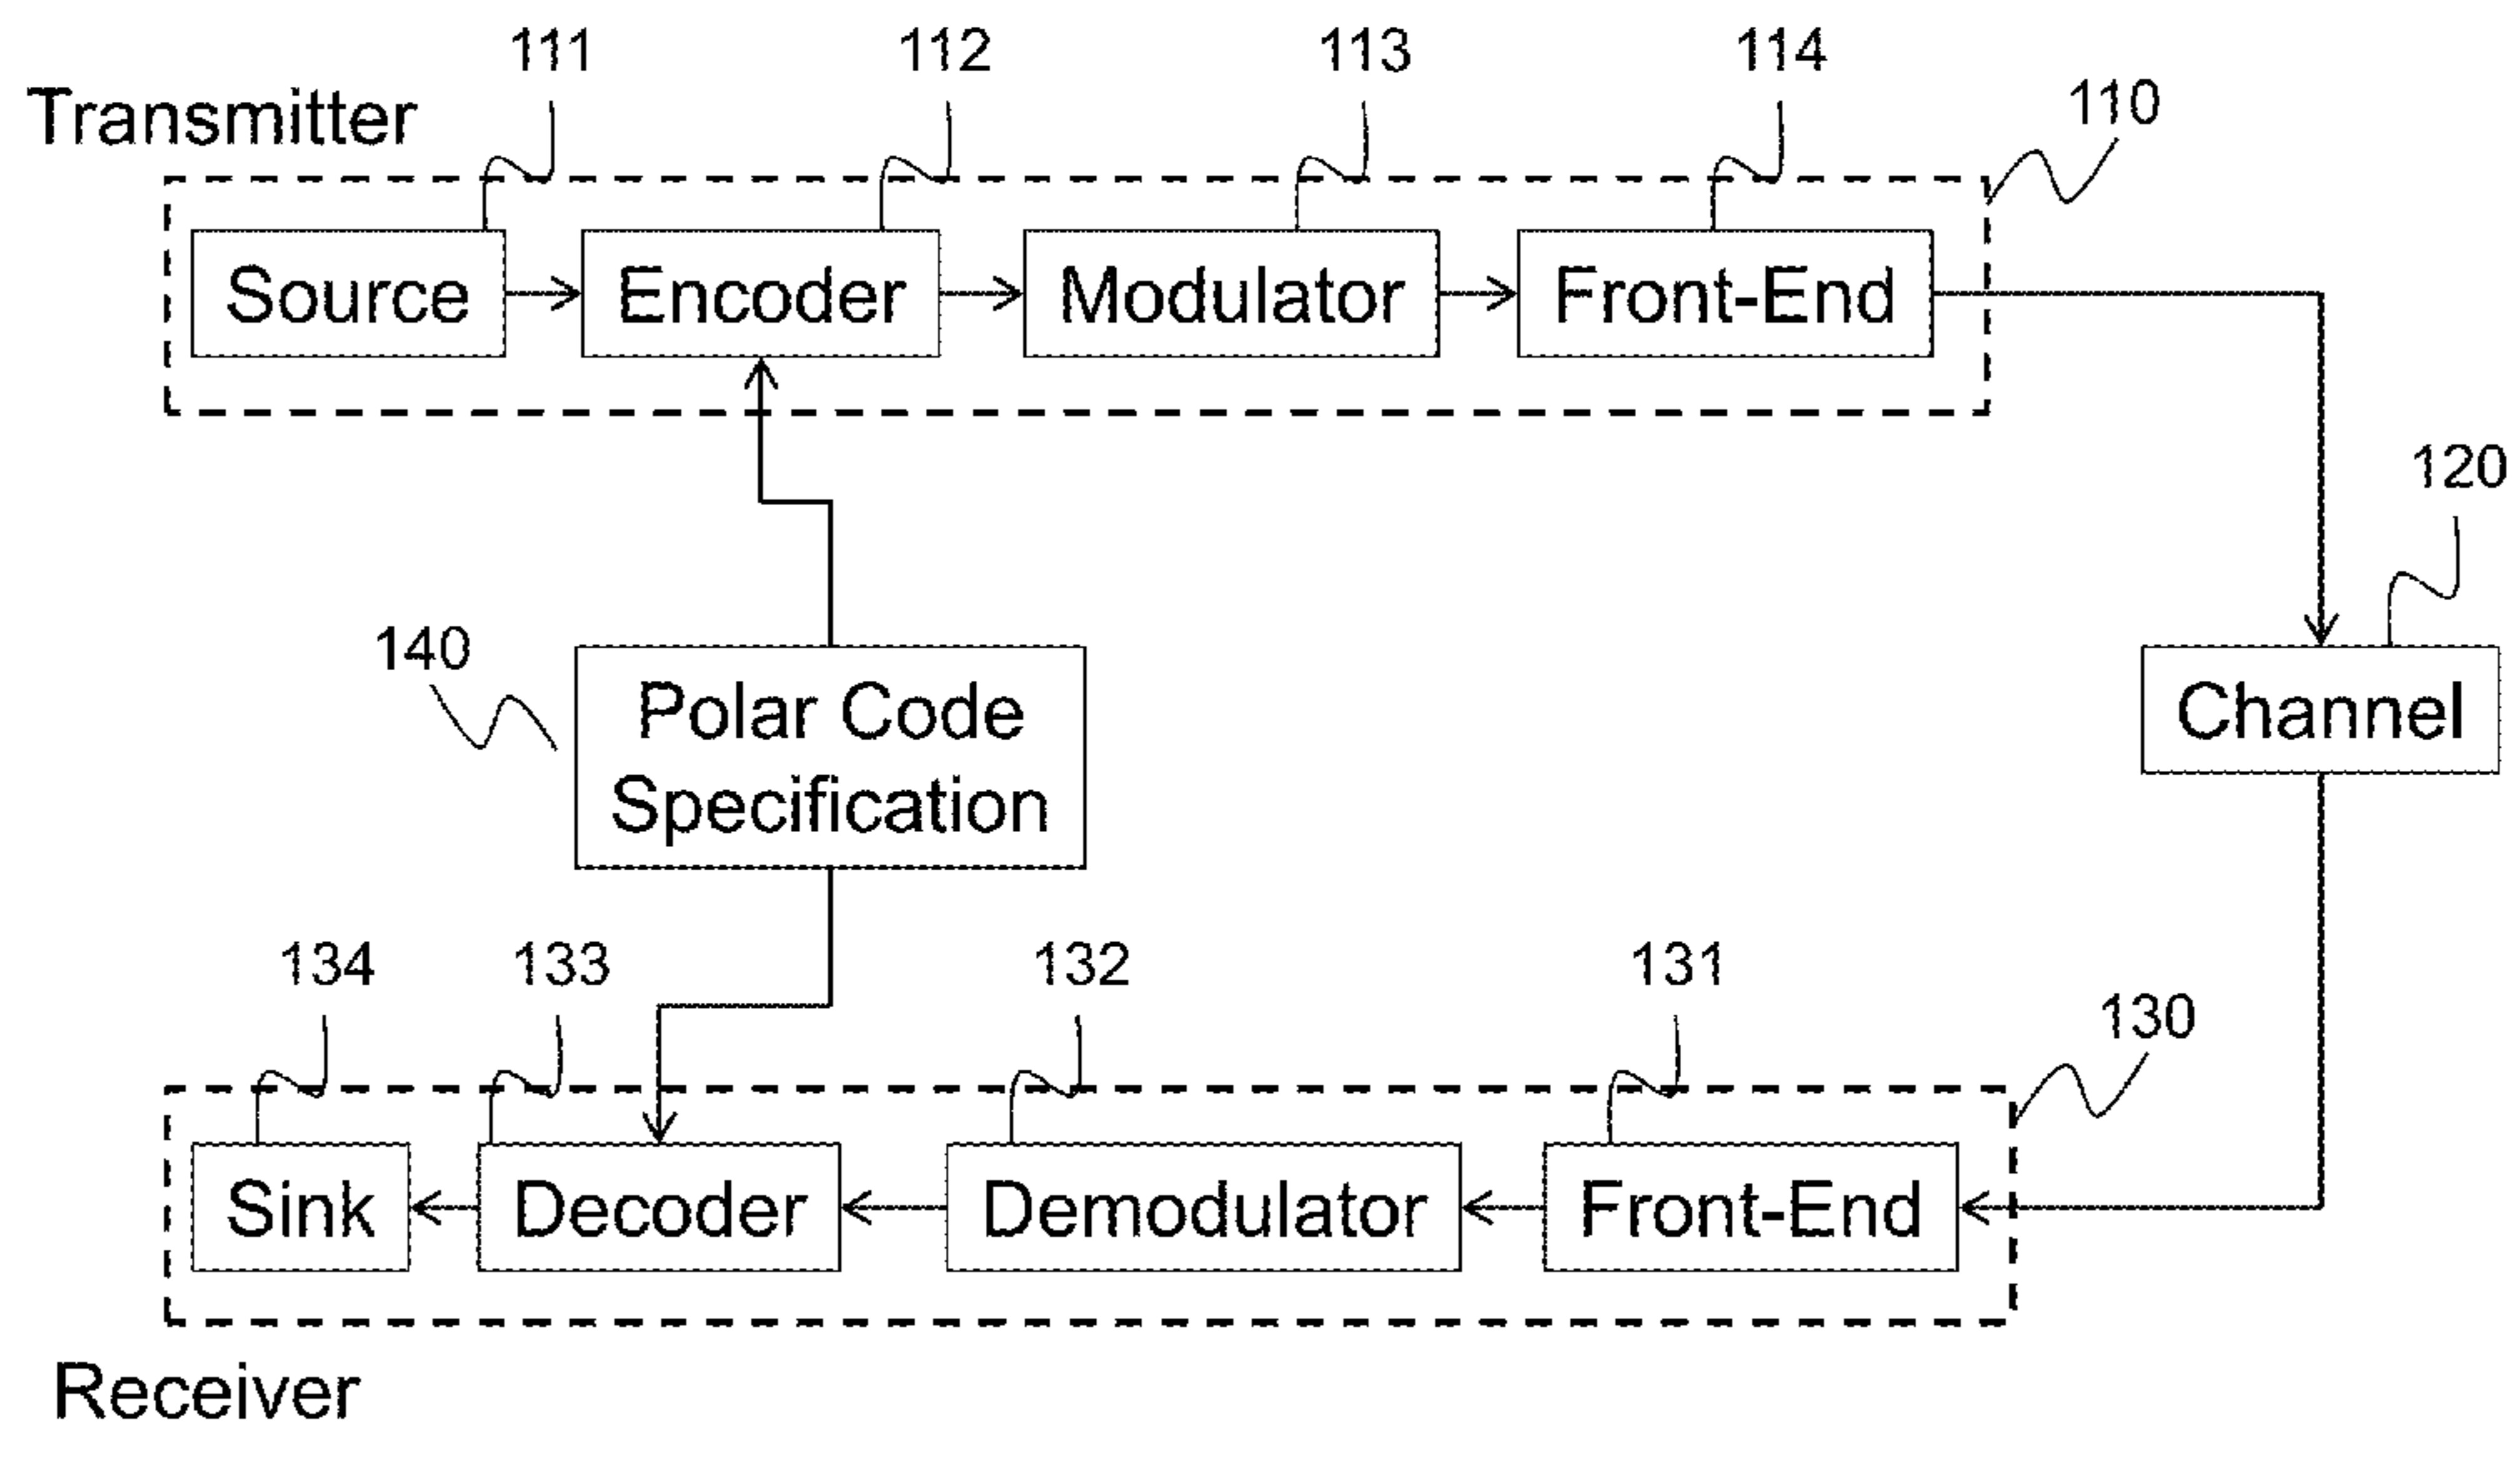 111 112 113 114
110
Transmitter
Source Encoder Modulator Front-End
120
140
Polar Code
Specification
Channel
134 133 132 131
130
Sink Decoder Demodulator Front-End
Receiver